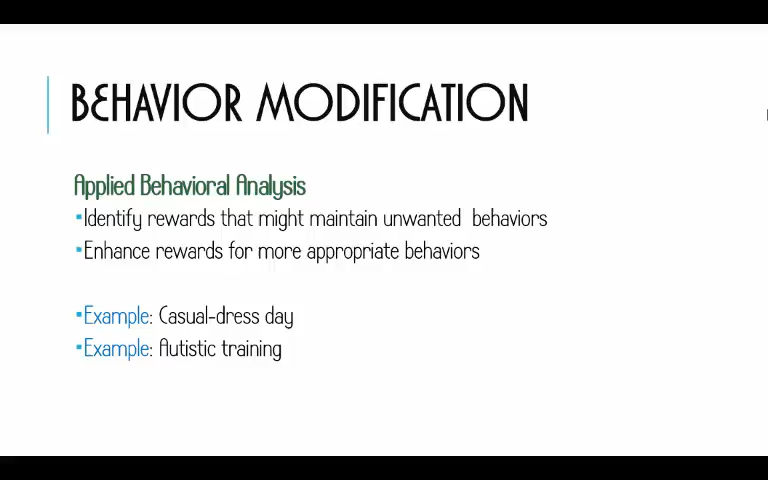 BEHAVIOR MODIFICATION
Applied Behavioral Analysis
▪Identify rewards that might maintain unwanted  behaviors
▪Enhance rewards for more appropriate behaviors
▪Example: Casual-dress day
▪Example: Autistic training